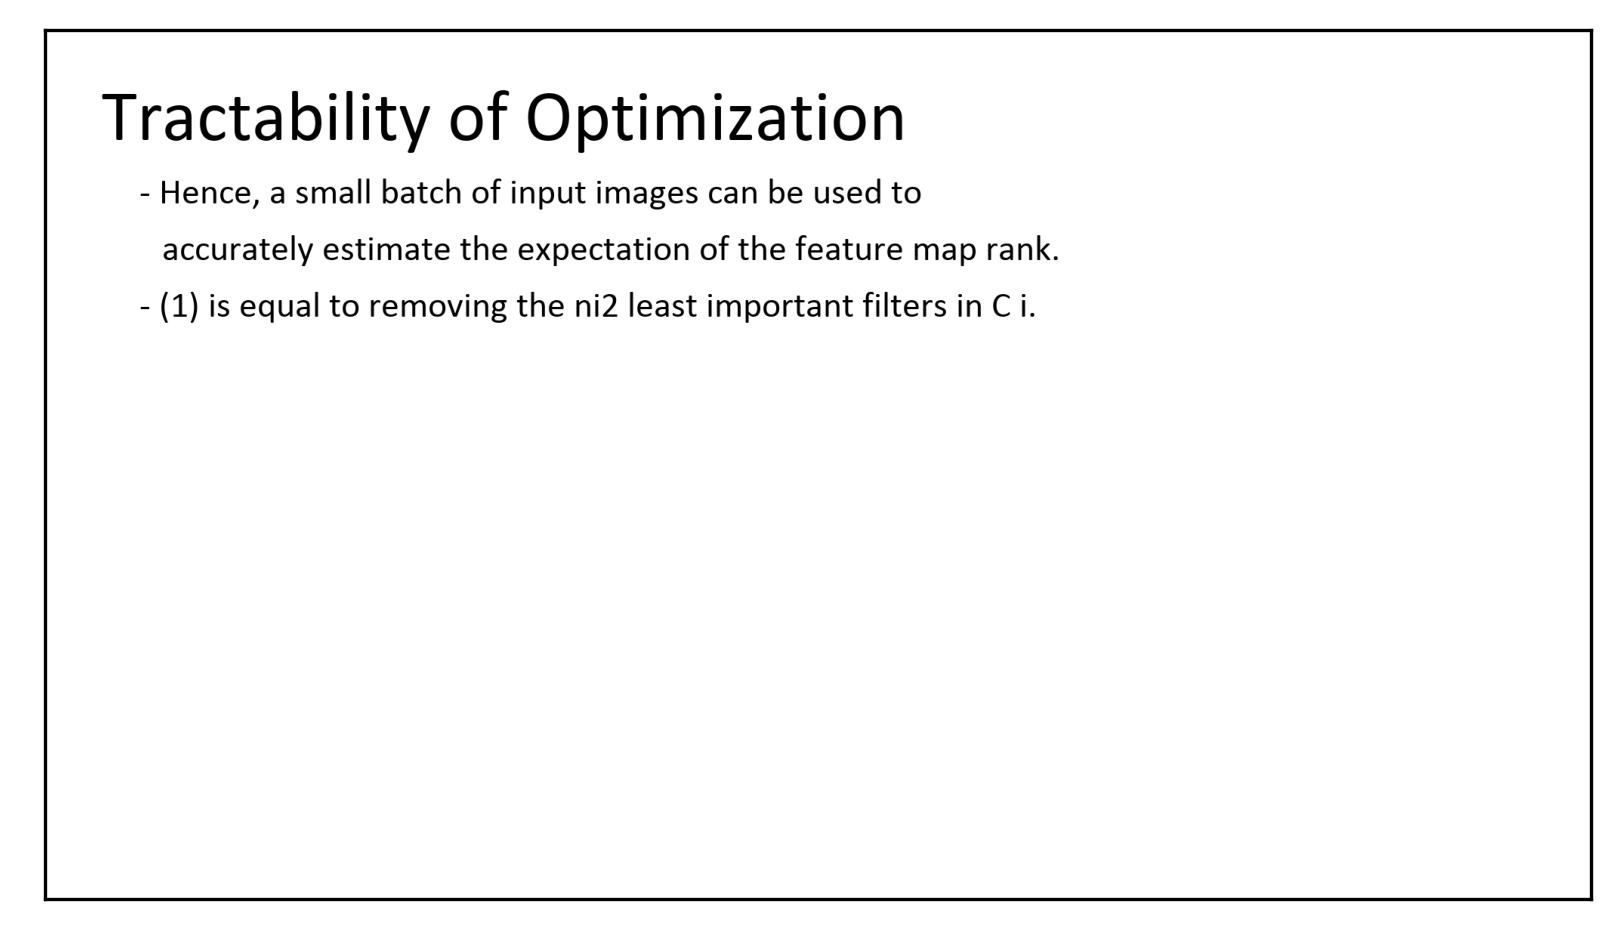 Tractability of Optimization
- Hence, a small batch of input images can be used to
accurately estimate the expectation of the feature map rank.
- (1) is equal to removing the ni2 least important filters in C i.